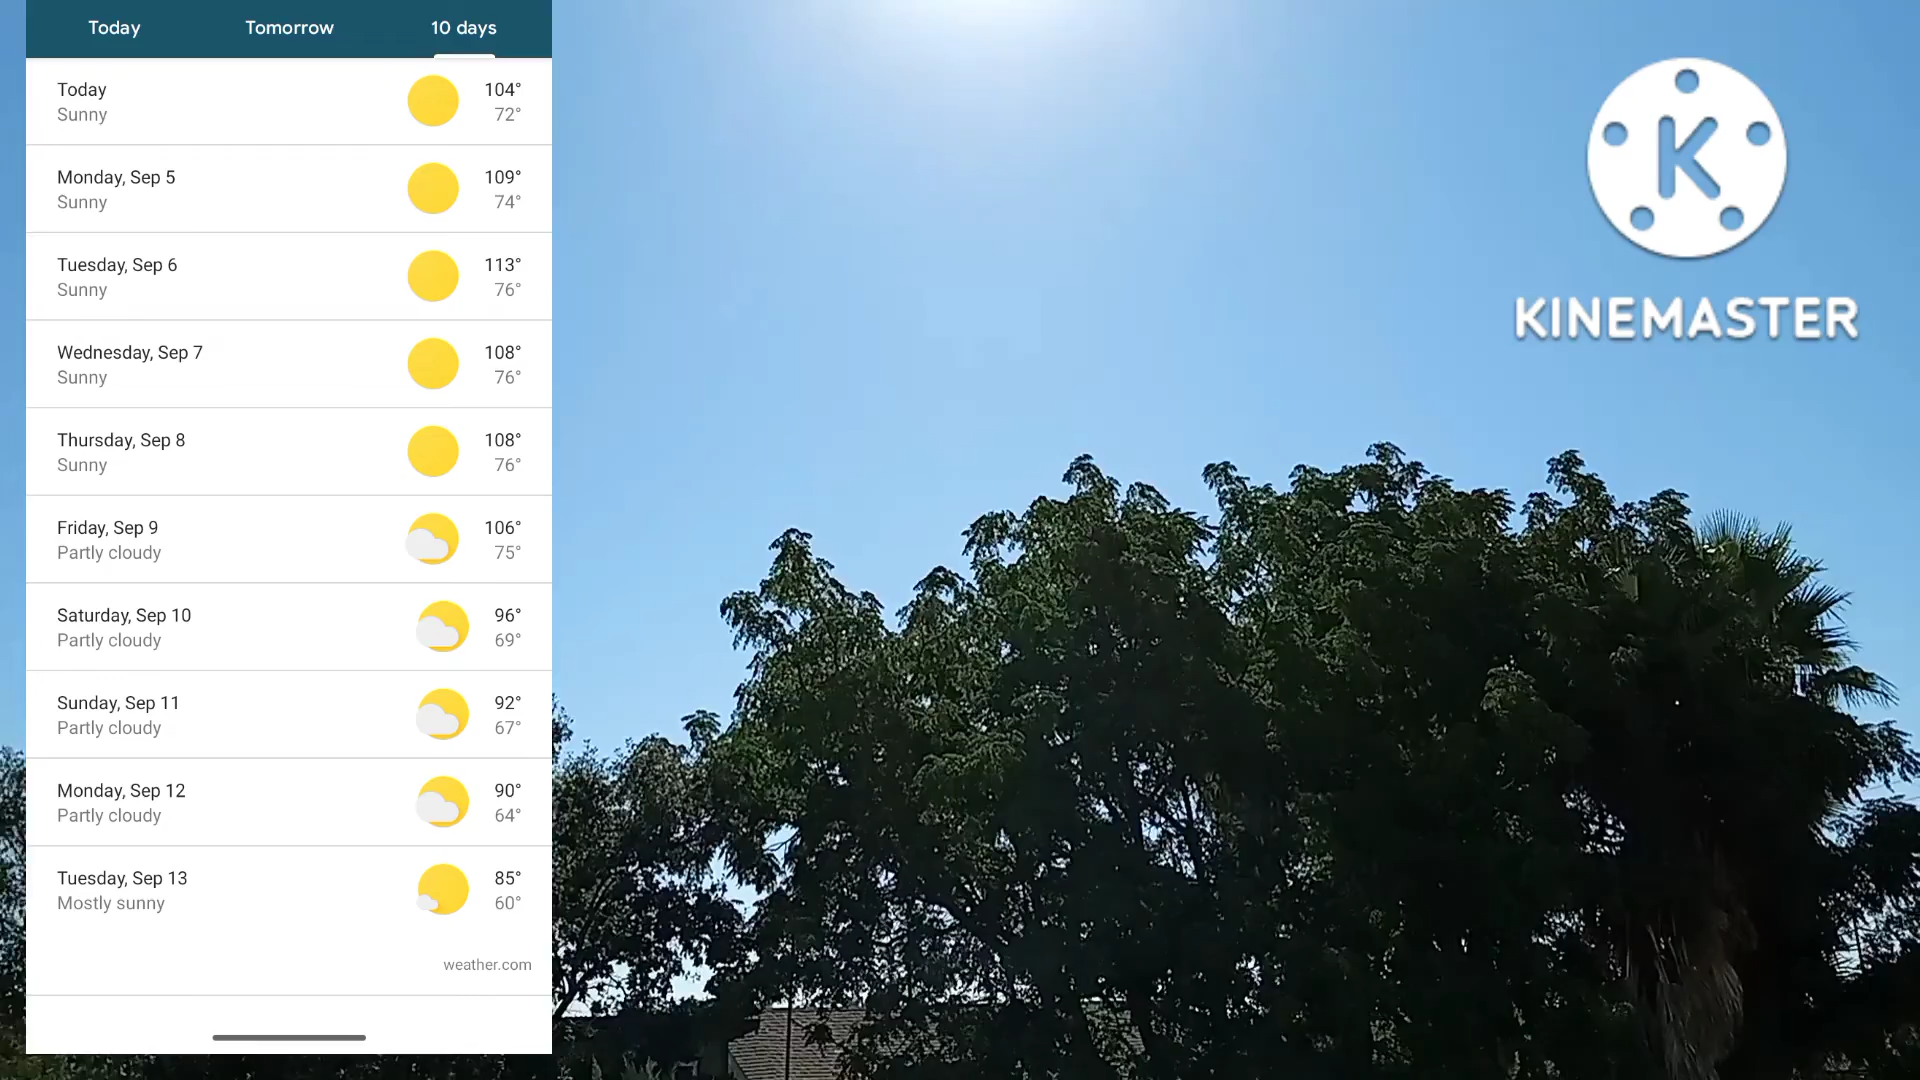 Today Tomorrow 10 days
Today 104°
Sunny 72°
Monday, Sep 5 109°
Sunny 74°
Tuesday, Sep 6 113°
Sunny 76°
Wednesday, Sep 7 108°
Sunny 76°
Thursday, Sep 8 108°
Sunny 76°
Friday, Sep 9 106°
Partly cloudy 75°
Saturday, Sep 10 96°
Partly cloudy 69°
Sunday, Sep 11 92°
Partly cloudy 67°
Monday, Sep 12 90°
Partly cloudy 64°
Tuesday, Sep 13 85°
Mostly sunny 60°
weather.com
K
KINEMASTER